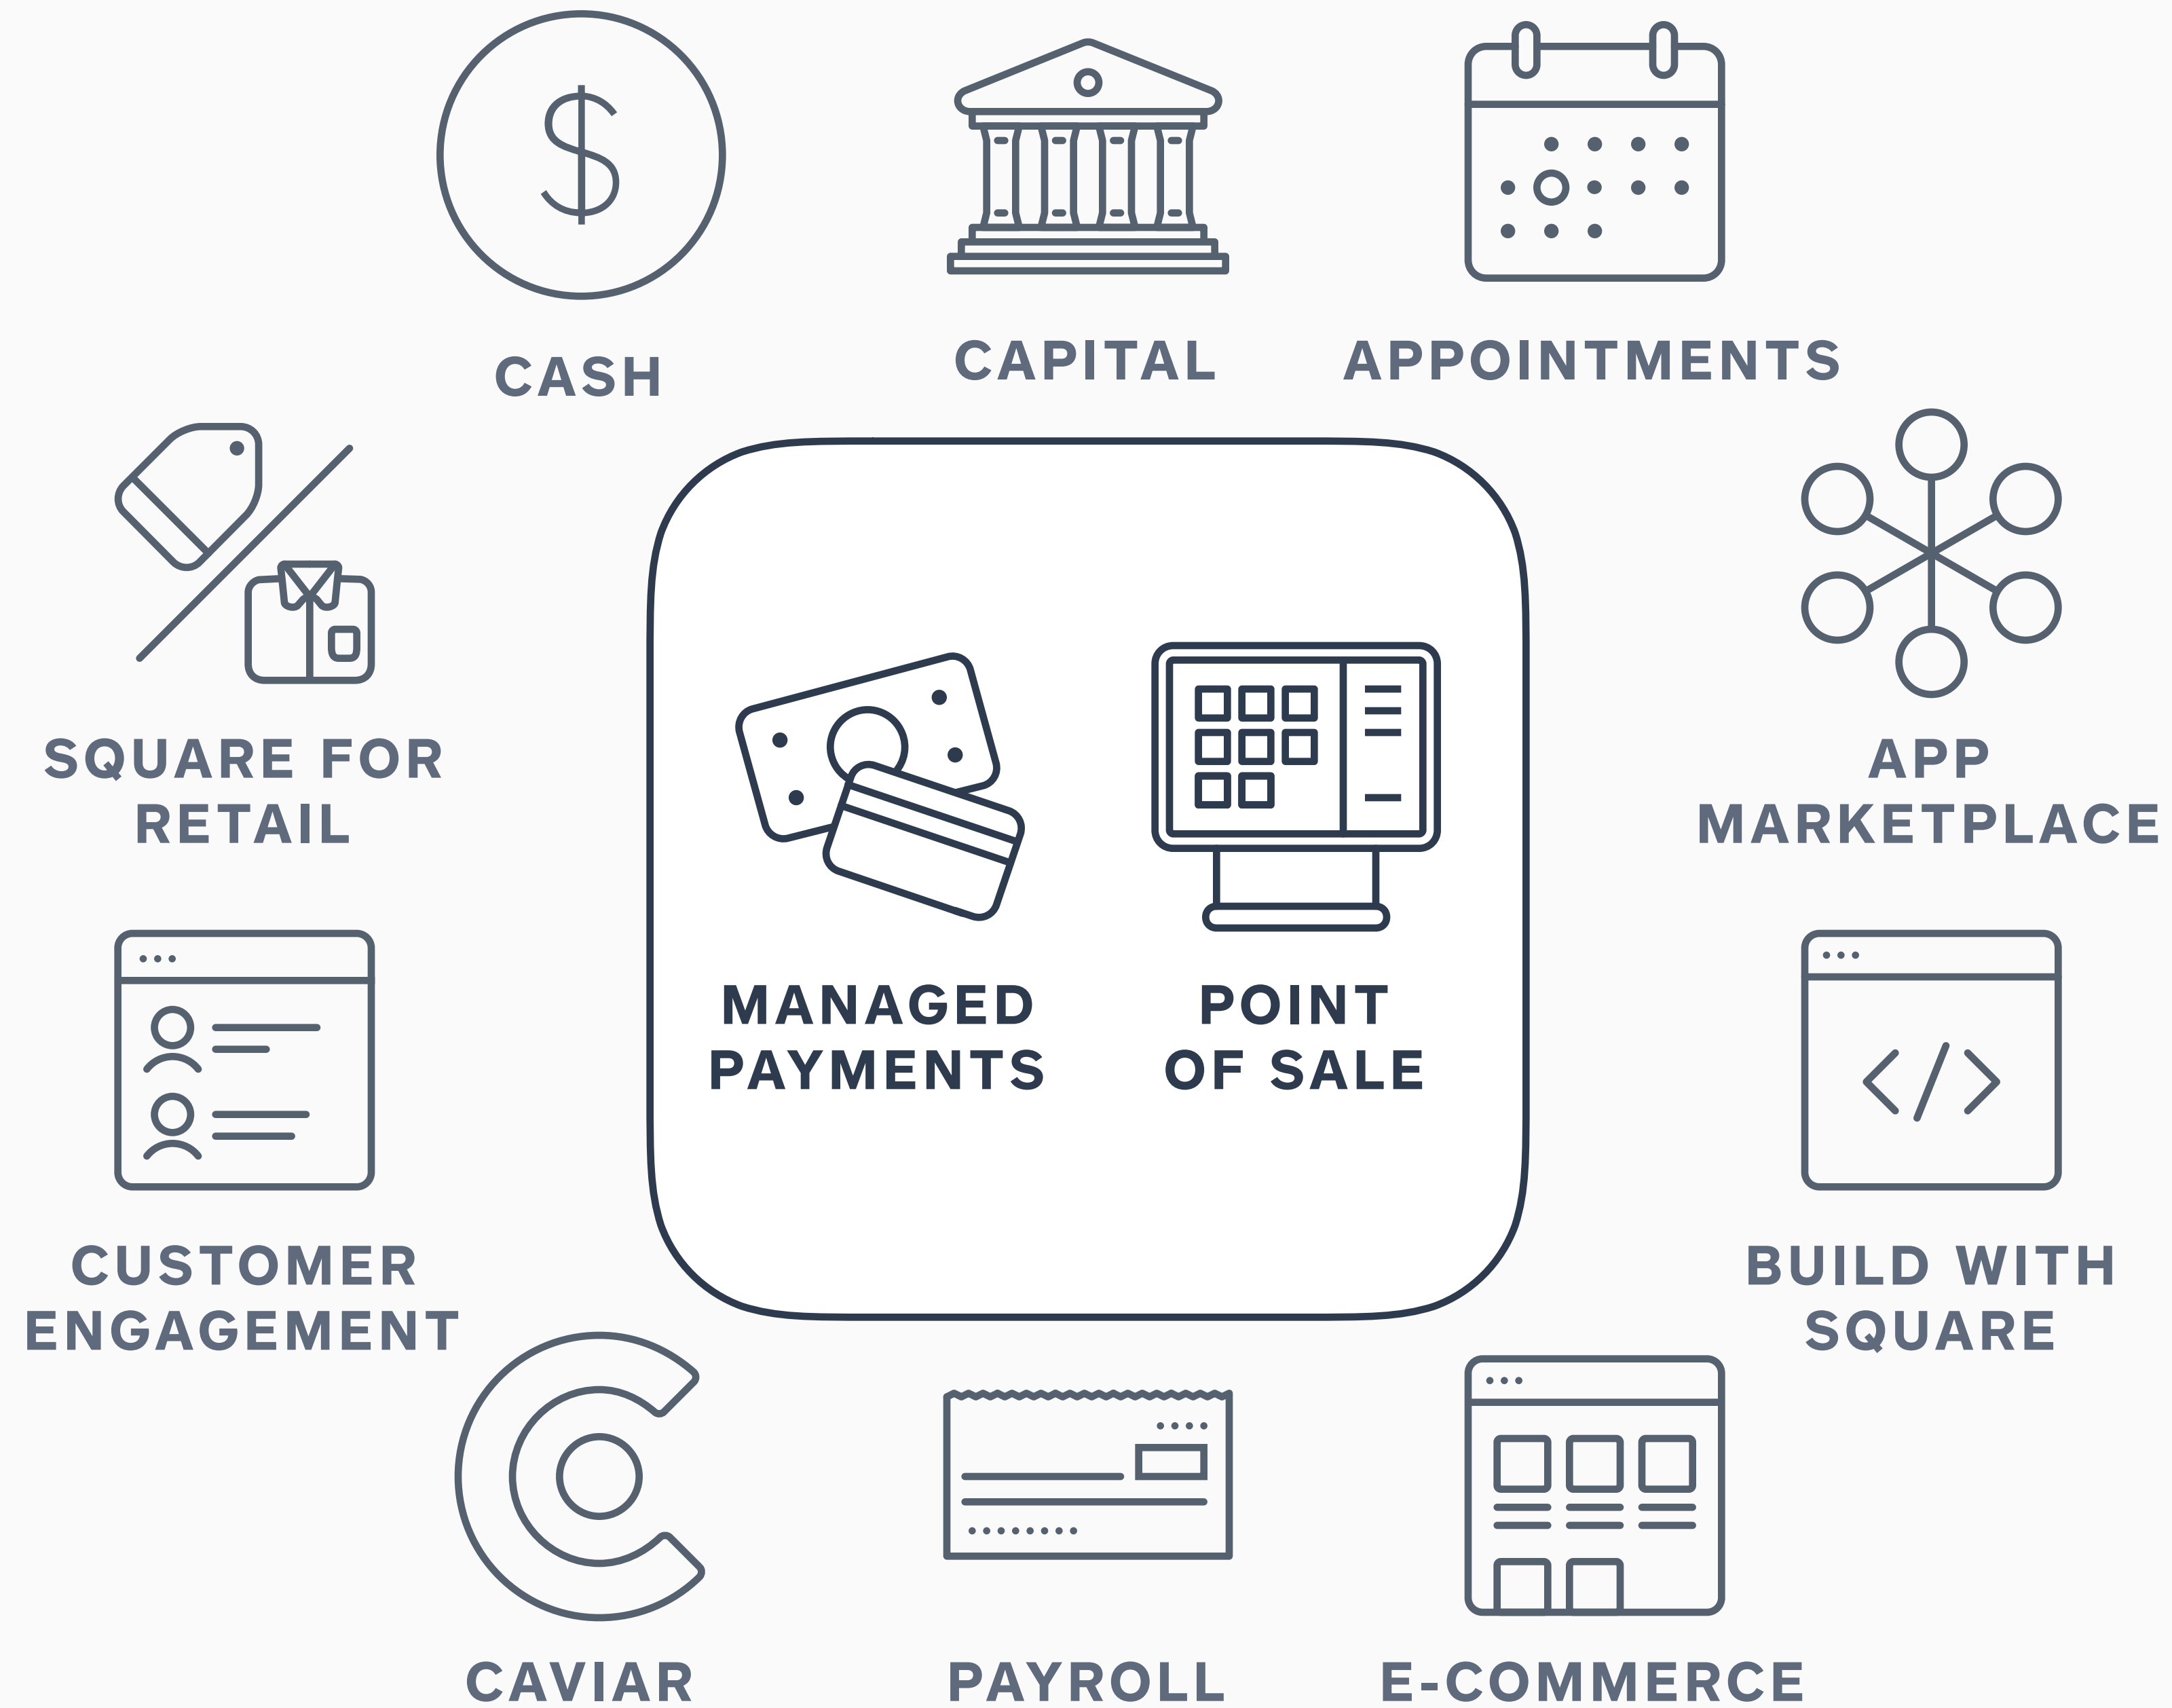 CASH
CAPITAL
APPOINTMENTS
SQUARE FOR
RETAIL
APP
MARKETPLACE
MANAGED
PAYMENTS
POINT
OF SALE
CUSTOMER
ENGAGEMENT
BUILD WITH
SQUARE
CAVIAR
PAYROLL
E-COMMERCE